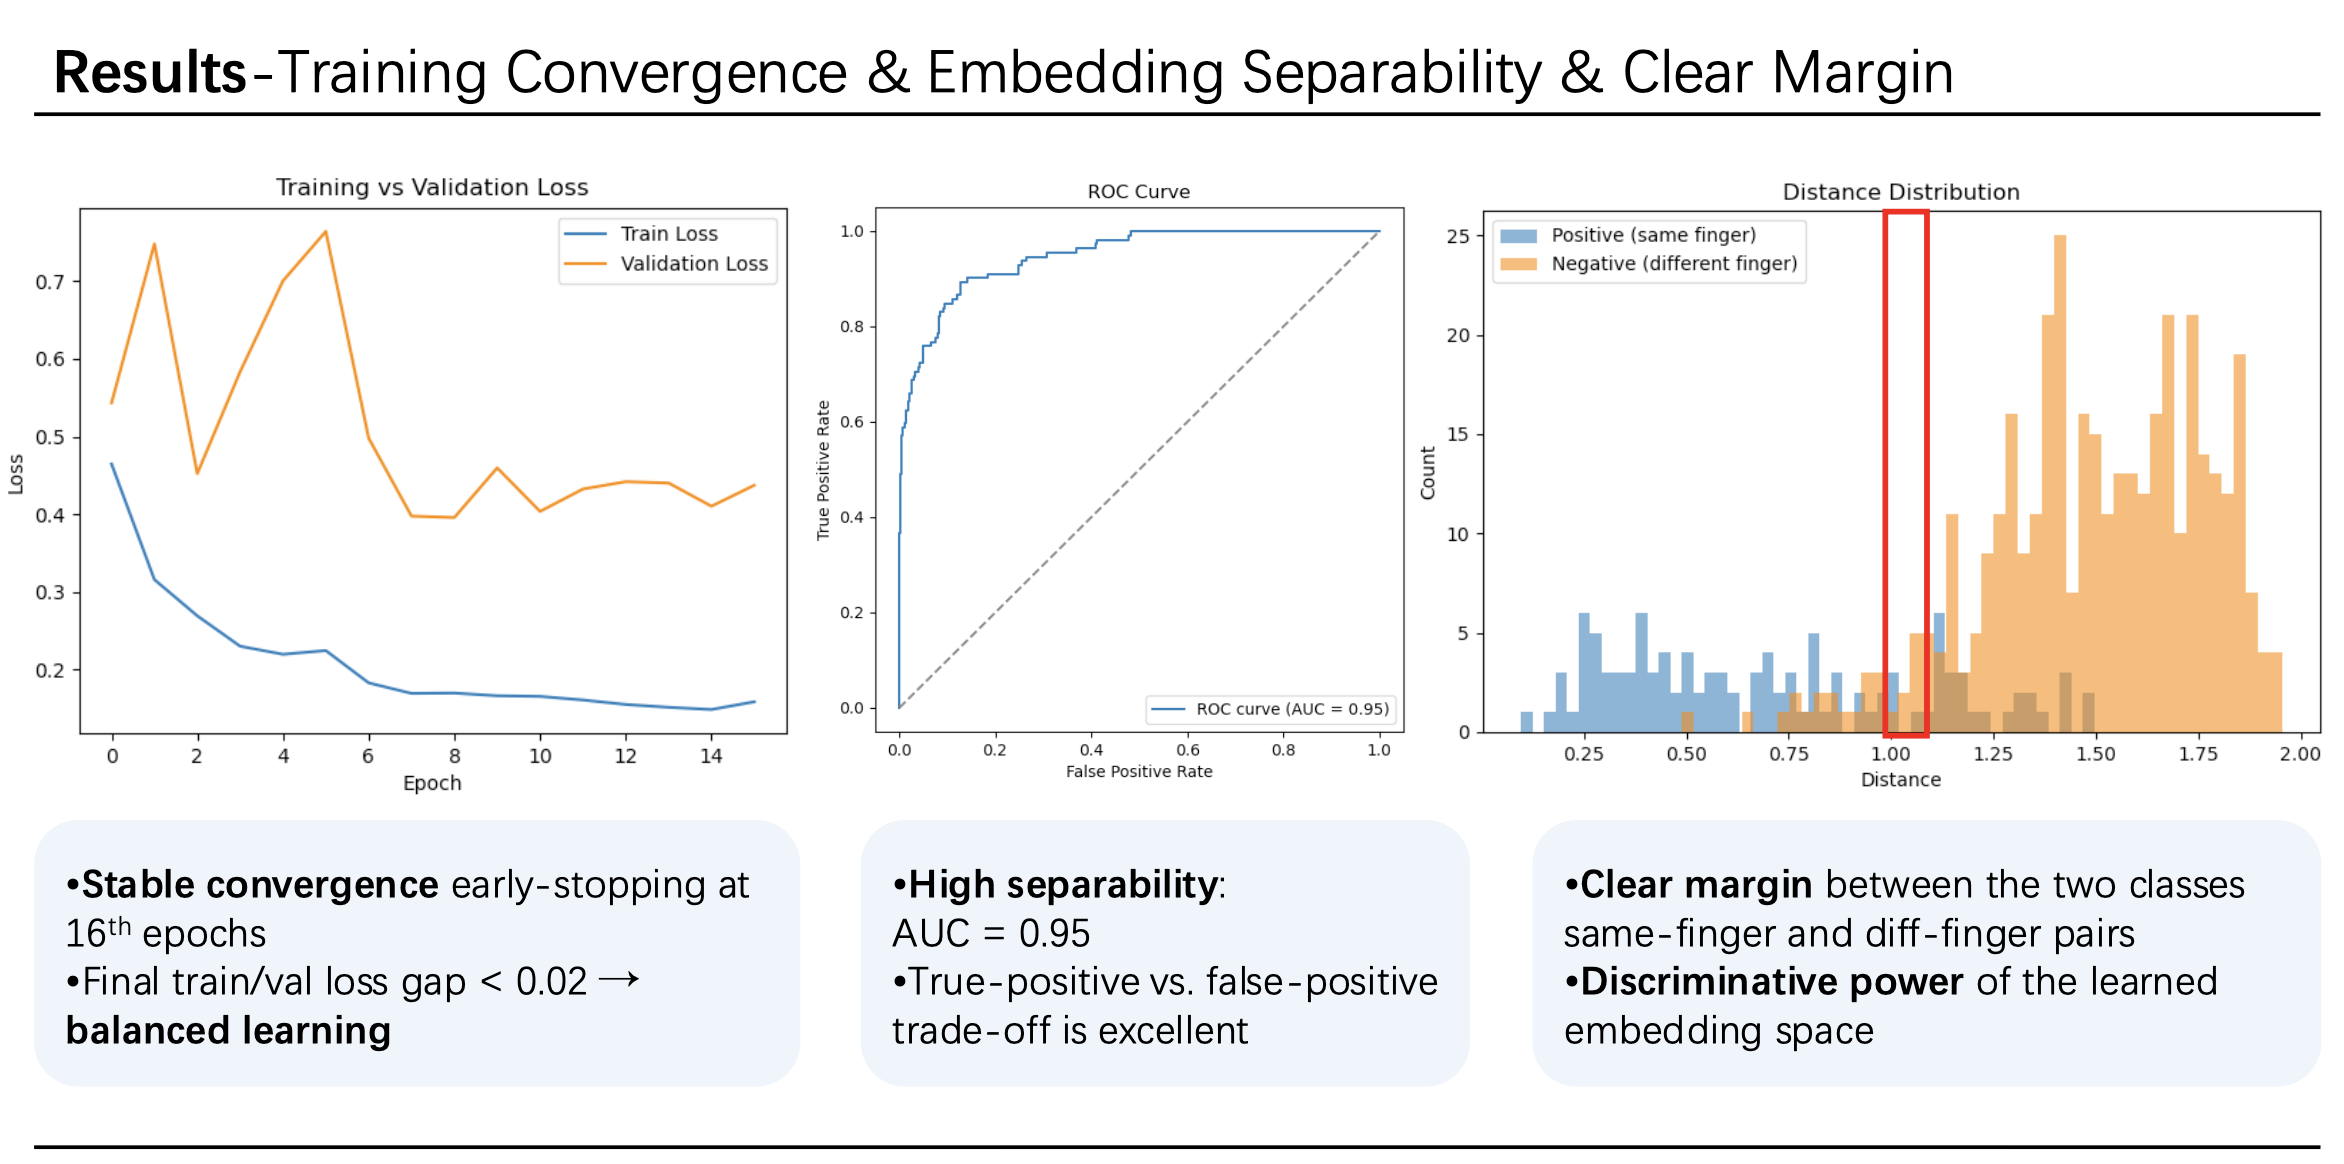 Results-Training Convergence & Embedding Separability & Clear Margin
Training vs Validation Loss
Train Loss
Validation Loss
0.7
0.6
0.5
0.4
0.3
0.2
Loss
0 2 4 6 8 10 12 14
Epoch
ROC Curve
1.0
0.8
0.6
0.4
0.2
0.0
True Positive Rate
ROC curve (AUC = 0.95)
0.0 0.2 0.4 0.6 0.8 1.0
False Positive Rate
Distance Distribution
Positive (same finger)
Negative (different finger)
25
20
15
10
5
0
Count
0.25 0.50 0.75 1.00 1.25 1.50 1.75 2.00
Distance
•Stable convergence early-stopping at
16th epochs
•Final train/val loss gap < 0.02 →
balanced learning
•High separability:
AUC = 0.95
•True-positive vs. false-positive
trade-off is excellent
•Clear margin between the two classes
same-finger and diff-finger pairs
•Discriminative power of the learned
embedding space